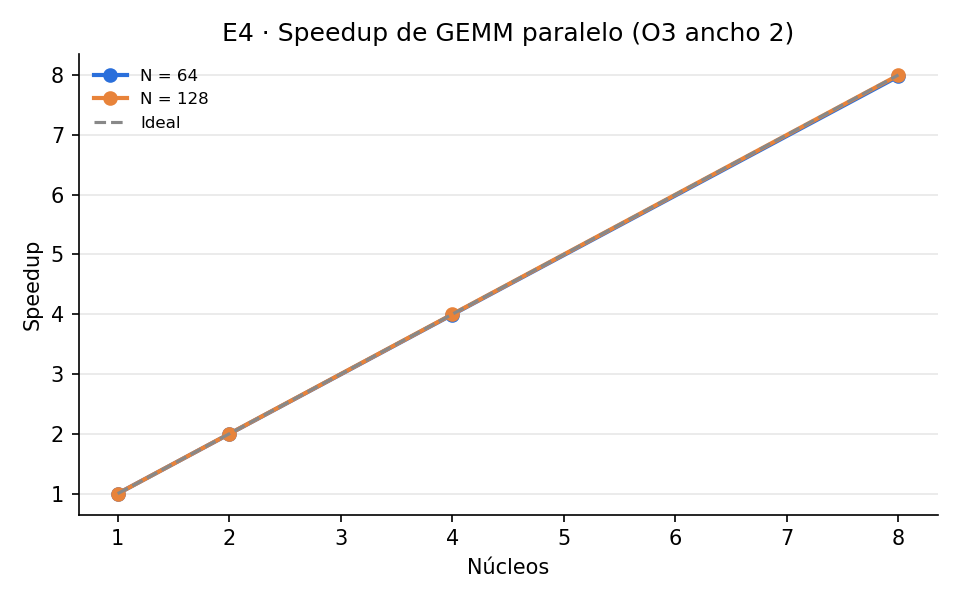 E4 · Speedup de GEMM paralelo (O3 ancho 2)
N = 64
N = 128
Ideal
Speedup
8
7
6
5
4
3
2
1
1 2 3 4 5 6 7 8
Núcleos